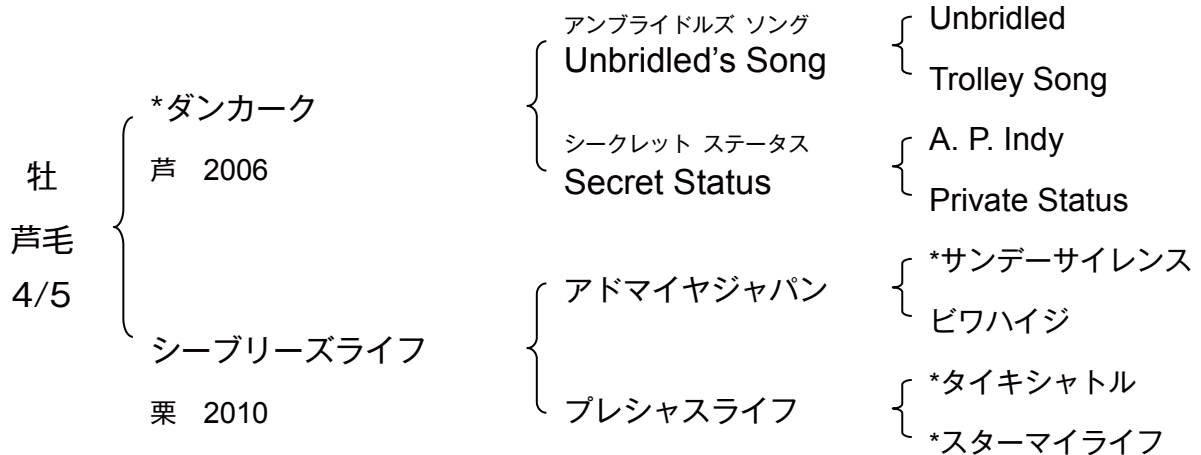 牡
芦毛
4/5
*ダンカーク
芦 2006
シーブリーズライフ
栗 2010
アンブライドルズ ソング
Unbridled's Song
シークレット ステータス
Secret Status
アドマイヤジャパン
プレシャスライフ
Unbridled
Trolley Song
A. P. Indy
Private Status
*サンデーサイレンス
ビワハイジ
*タイキシャトル
*スターマイライフ